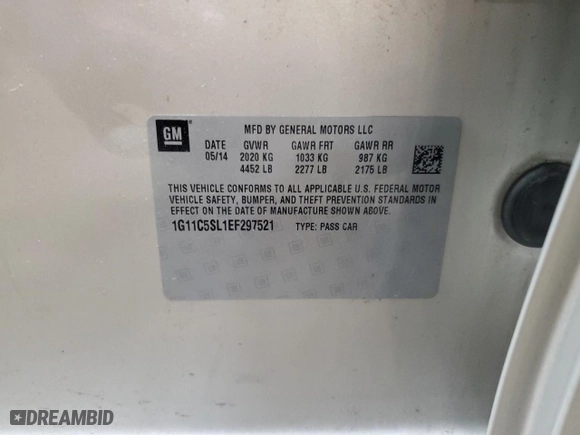 GM
MFD BY GENERAL MOTORS LLC
DATE GVWR GAWR FRT GAWR RR
05/14 2020 KG 1033 KG 987 KG
4452 LB 2277 LB 2175 LB
THIS VEHICLE CONFORMS TO ALL APPLICABLE U.S. FEDERAL MOTOR
VEHICLE SAFETY, BUMPER, AND THEFT PREVENTION STANDARDS IN
EFFECT ON THE DATE OF MANUFACTURE SHOWN ABOVE.
1G11C5SL1EF297521 TYPE: PASS CAR
DREAMBID